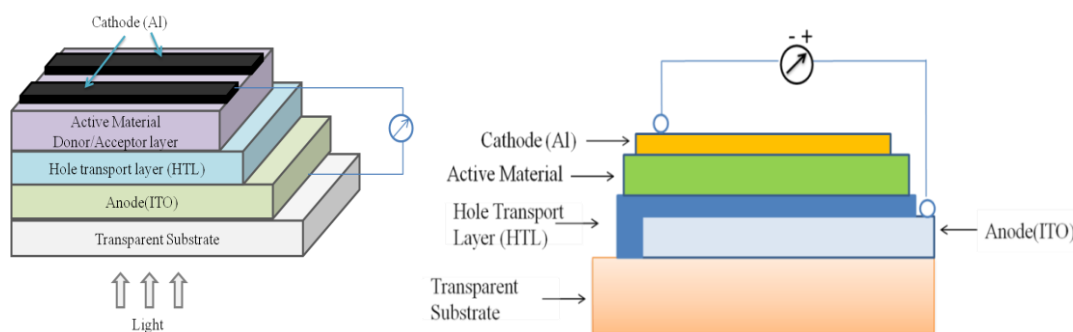 Cathode (Al)
Active Material
Donor/Acceptor layer
Hole transport layer (HTL)
Anode(ITO)
Transparent Substrate
Light
- +
Cathode (Al)
Active Material
Hole Transport
Layer (HTL)
Anode(ITO)
Transparent
Substrate